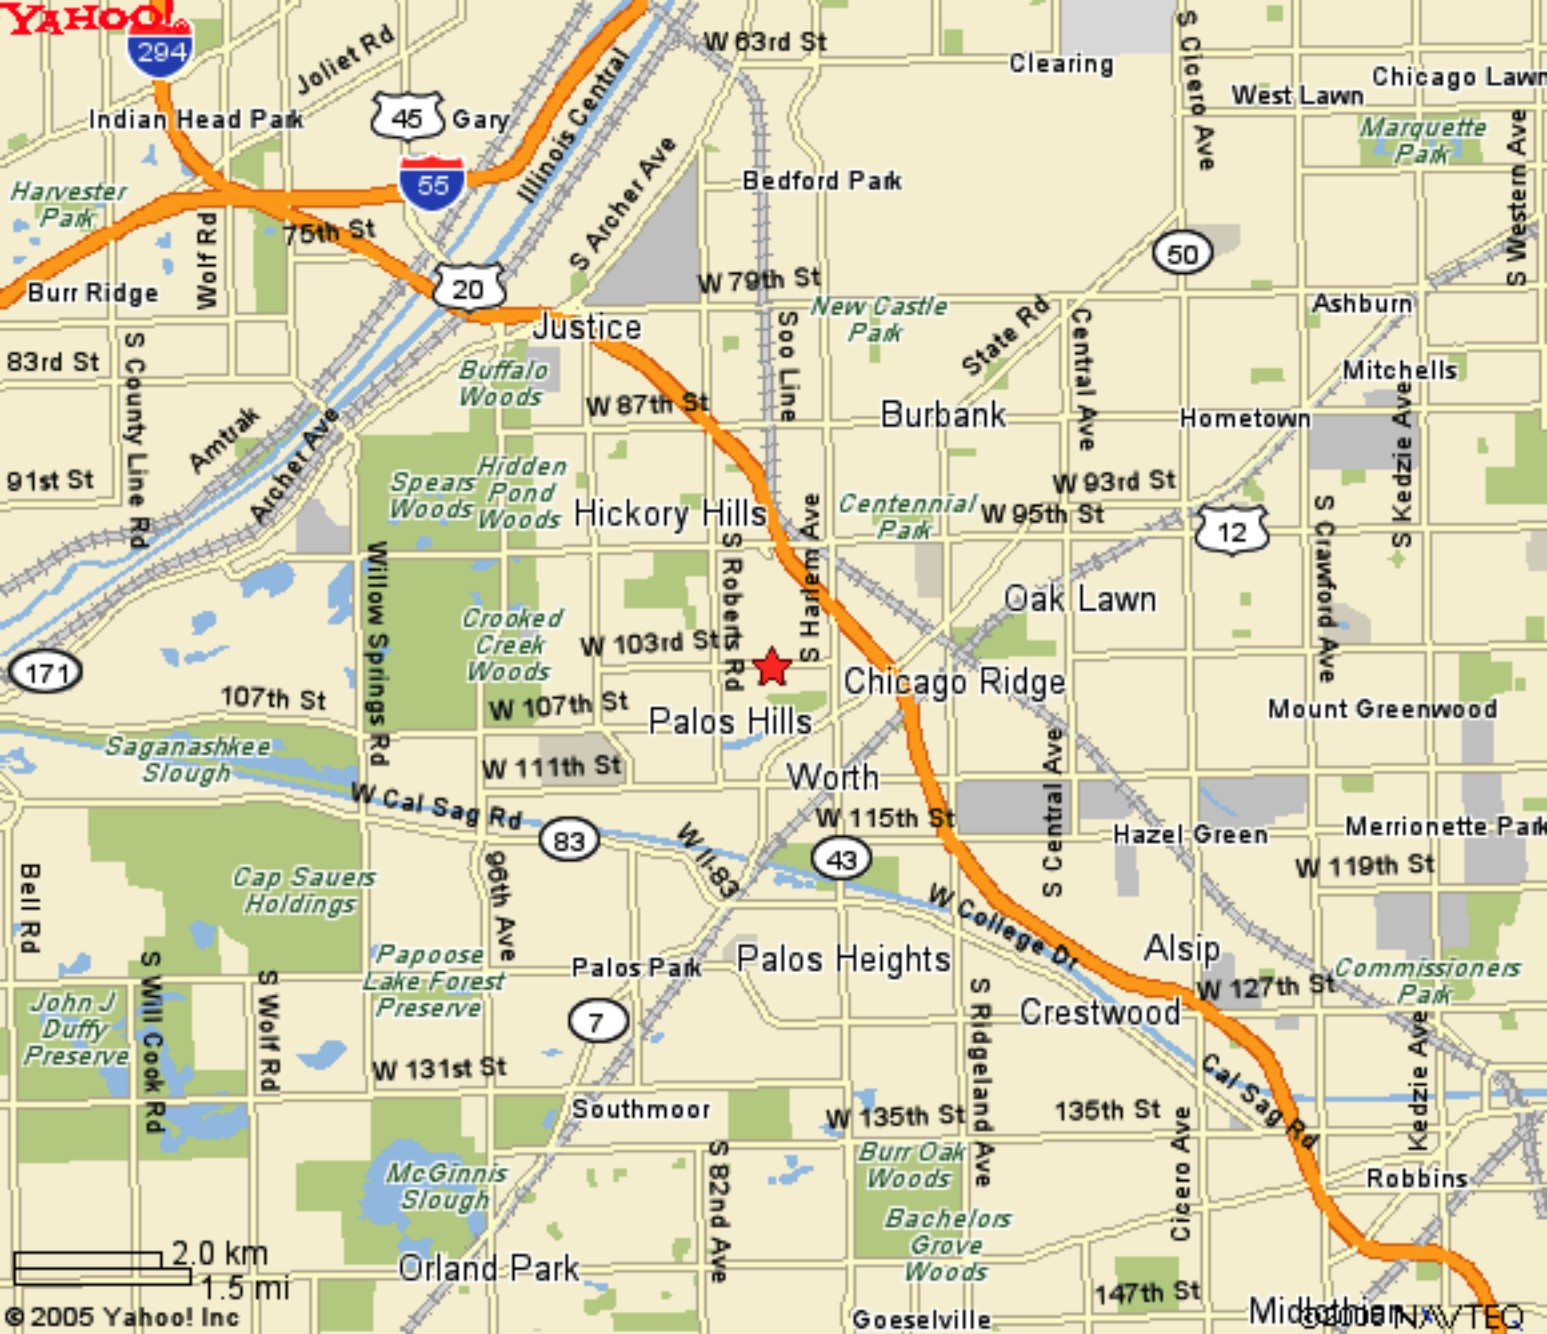 YAHOO!
294
Joliet Rd
W 63rd St
Clearing
S Cicero Ave
Chicago Lawn
West Lawn
Indian Head Park
45
Gary
Illinois Central
Marquette
Park
S Western Ave
Harvester
Park
55
S Archer Ave
Bedford Park
Wolf Rd
75th St
50
Burr Ridge
20
W 79th St
New Castle
Park
Ashburn
Justice
Soo Line
State Rd
Central Ave
83rd St
S County Line Rd
Buffalo
Woods
Mitchells
W 87th St
Burbank
Hometown
S Kedzie Ave
Amtrak
Archer Ave
91st St
Spears
Woods
Hidden
Pond
Woods
Hickory Hills
Centennial
Park
W 93rd St
W 95th St
12
S Crawford Ave
Willow Springs Rd
S Roberts Rd
S Harlem Ave
Oak Lawn
Crooked
Creek
Woods
W 103rd St
171
Chicago Ridge
107th St
W 107th St
Palos Hills
Mount Greenwood
Saganashkee
Slough
W 111th St
Worth
S Central Ave
W Cal Sag Rd
83
W Il-83
W 115th St
43
Hazel Green
Merrionette Park
W 119th St
Bell Rd
Cap Sauers
Holdings
96th Ave
W College Dr
S Will Cook Rd
S Wolf Rd
Papoose
Lake Forest
Preserve
Palos Park
Palos Heights
Alsip
Commissioners
Park
W 127th St
John J
Duffy
Preserve
7
S Ridgeland Ave
Crestwood
Kedzie Ave
W 131st St
Cal Sag Rd
Southmoor
W 135th St
135th St
Cicero Ave
McGinnis
Slough
S 82nd Ave
Burr Oak
Woods
Robbins
Bachelors
Grove
Woods
2.0 km
1.5 mi
Orland Park
147th St
© 2005 Yahoo! Inc
Goeselville
Midlothian
©2005 NAVTEQ